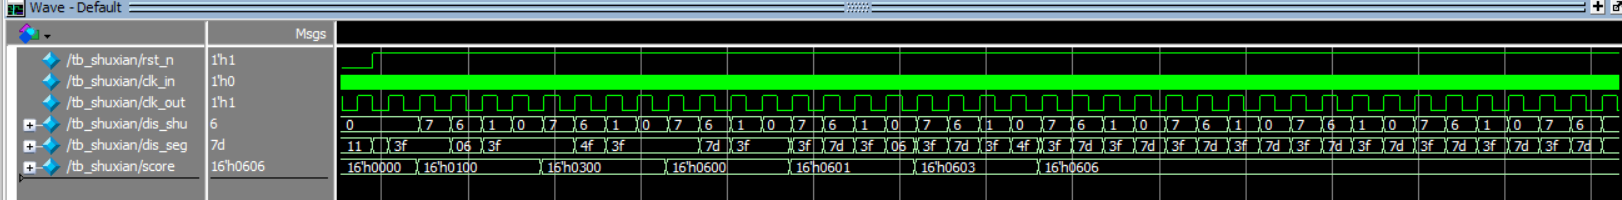 Wave - Default
Msgs
/tb_shuxian/rst_n 1'h1
/tb_shuxian/clk_in 1'h0
/tb_shuxian/clk_out 1'h1
/tb_shuxian/dis_shu 6 0 7 6 1 0 7 6 1 0 7 6 1 0 7 6 1 0 7 6 1 0 7 6 1 0 7 6 1 0 7 6 1 0 7 6 1 0 7 6
/tb_shuxian/dis_seg 7d 11 3f 06 3f 4f 3f 7d 3f 3f 7d 3f 06 3f 7d 3f 4f 3f 7d 3f 7d 3f 7d 3f 7d 3f 7d 3f 7d 3f 7d 3f 7d 3f 7d
/tb_shuxian/score 16'h0606 16'h0000 16'h0100 16'h0300 16'h0600 16'h0601 16'h0603 16'h0606